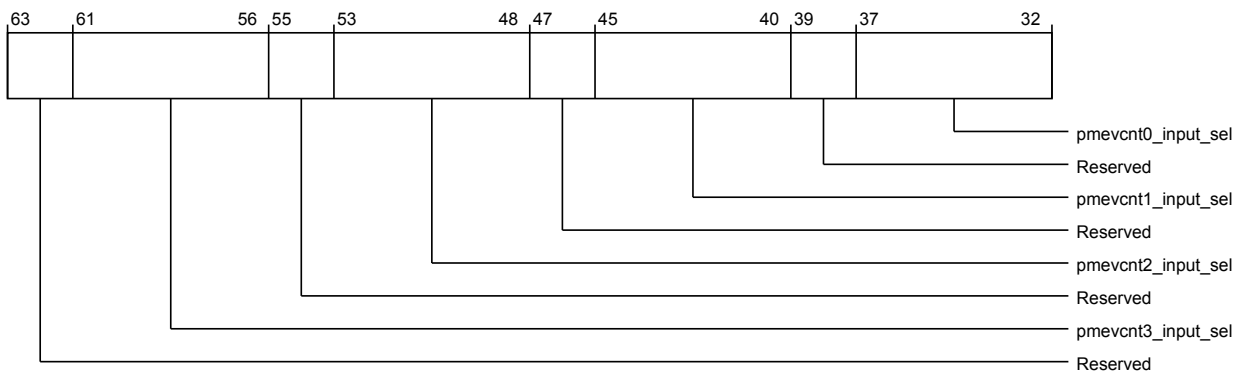 63 61 56 55 53 48 47 45 40 39 37 32
pmevcnt0_input_sel
Reserved
pmevcnt1_input_sel
Reserved
pmevcnt2_input_sel
Reserved
pmevcnt3_input_sel
Reserved